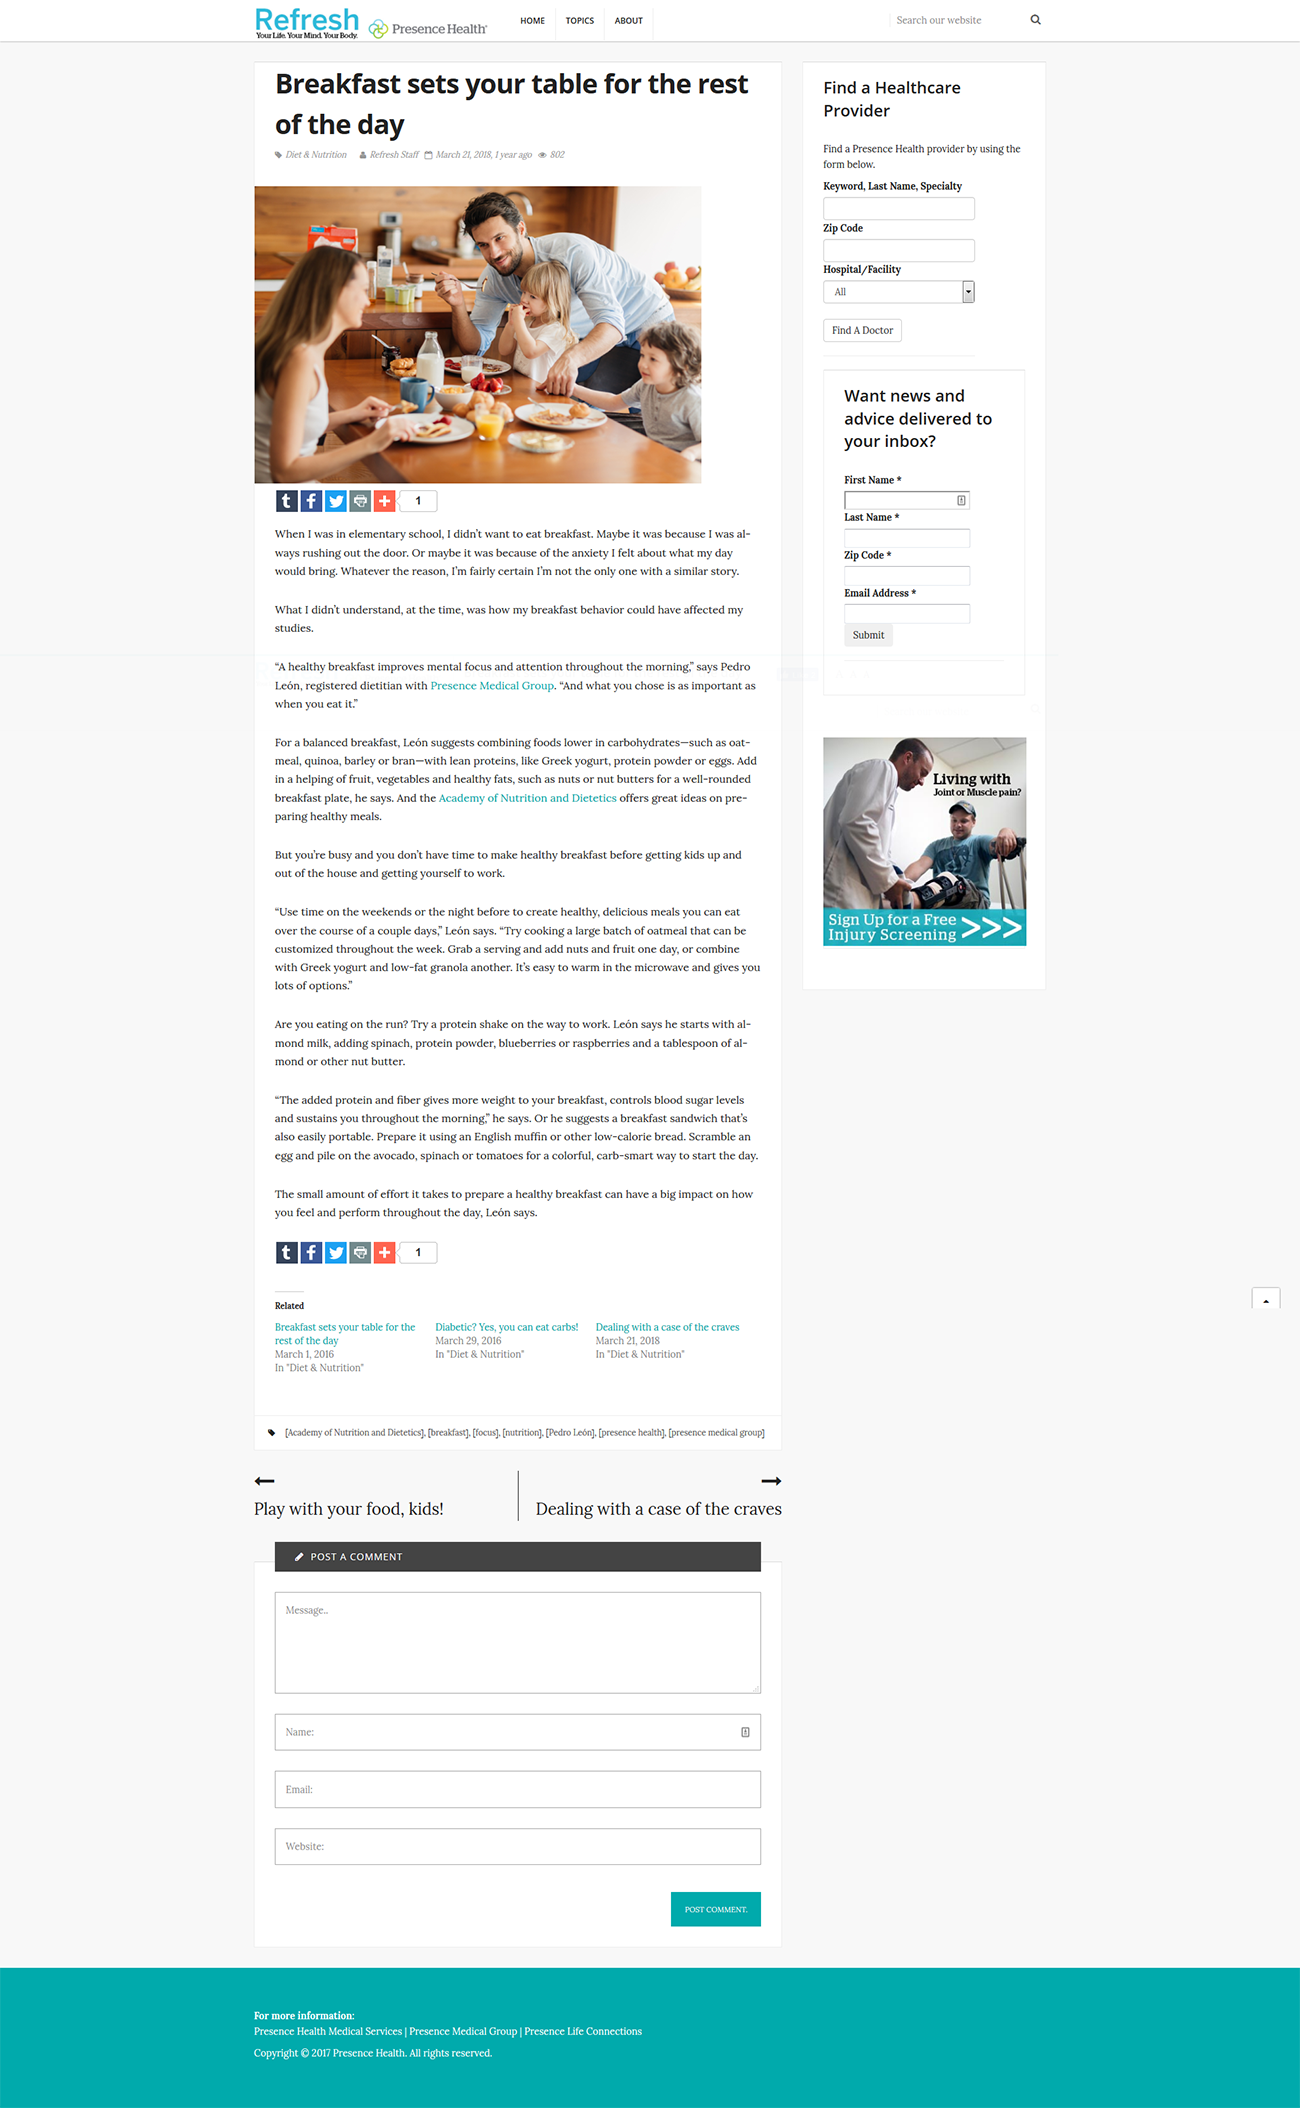 Refresh
Your Life. Your Mind. Your Body.
Presence Health®
HOME
TOPICS
ABOUT
Search our website
Breakfast sets your table for the rest
of the day
Diet & Nutrition
Refresh Staff
March 21, 2018, 1 year ago
802
t f + 1
When I was in elementary school, I didn't want to eat breakfast. Maybe it was because I was al-
ways rushing out the door. Or maybe it was because of the anxiety I felt about what my day
would bring. Whatever the reason, I'm fairly certain I'm not the only one with a similar story.
What I didn't understand, at the time, was how my breakfast behavior could have affected my
studies.
“A healthy breakfast improves mental focus and attention throughout the morning,” says Pedro
León, registered dietitian with Presence Medical Group. “And what you chose is as important as
when you eat it.”
For a balanced breakfast, León suggests combining foods lower in carbohydrates—such as oat-
meal, quinoa, barley or bran—with lean proteins, like Greek yogurt, protein powder or eggs. Add
in a helping of fruit, vegetables and healthy fats, such as nuts or nut butters for a well-rounded
breakfast plate, he says. And the Academy of Nutrition and Dietetics offers great ideas on pre-
paring healthy meals.
But you're busy and you don't have time to make healthy breakfast before getting kids up and
out of the house and getting yourself to work.
“Use time on the weekends or the night before to create healthy, delicious meals you can eat
over the course of a couple days,” León says. “Try cooking a large batch of oatmeal that can be
customized throughout the week. Grab a serving and add nuts and fruit one day, or combine
with Greek yogurt and low-fat granola another. It's easy to warm in the microwave and gives you
lots of options.”
Are you eating on the run? Try a protein shake on the way to work. León says he starts with al-
mond milk, adding spinach, protein powder, blueberries or raspberries and a tablespoon of al-
mond or other nut butter.
“The added protein and fiber gives more weight to your breakfast, controls blood sugar levels
and sustains you throughout the morning,” he says. Or he suggests a breakfast sandwich that's
also easily portable. Prepare it using an English muffin or other low-calorie bread. Scramble an
egg and pile on the avocado, spinach or tomatoes for a colorful, carb-smart way to start the day.
The small amount of effort it takes to prepare a healthy breakfast can have a big impact on how
you feel and perform throughout the day, León says.
t f + 1
Related
Breakfast sets your table for the
rest of the day
March 1, 2016
In "Diet & Nutrition"
Diabetic? Yes, you can eat carbs!
March 29, 2016
In "Diet & Nutrition"
Dealing with a case of the craves
March 21, 2018
In "Diet & Nutrition"
[Academy of Nutrition and Dietetics], [breakfast], [focus], [nutrition], [Pedro León], [presence health], [presence medical group]
Play with your food, kids!
Dealing with a case of the craves
POST A COMMENT
Message..
Name:
Email:
Website:
POST COMMENT.
Find a Healthcare
Provider
Find a Presence Health provider by using the
form below.
Keyword, Last Name, Specialty
Zip Code
Hospital/Facility
All
Find A Doctor
Want news and
advice delivered to
your inbox?
First Name *
Last Name *
Zip Code *
Email Address *
Submit
Living with
Joint or Muscle pain?
Sign Up for a Free
Injury Screening >>>
For more information:
Presence Health Medical Services | Presence Medical Group | Presence Life Connections
Copyright © 2017 Presence Health. All rights reserved.